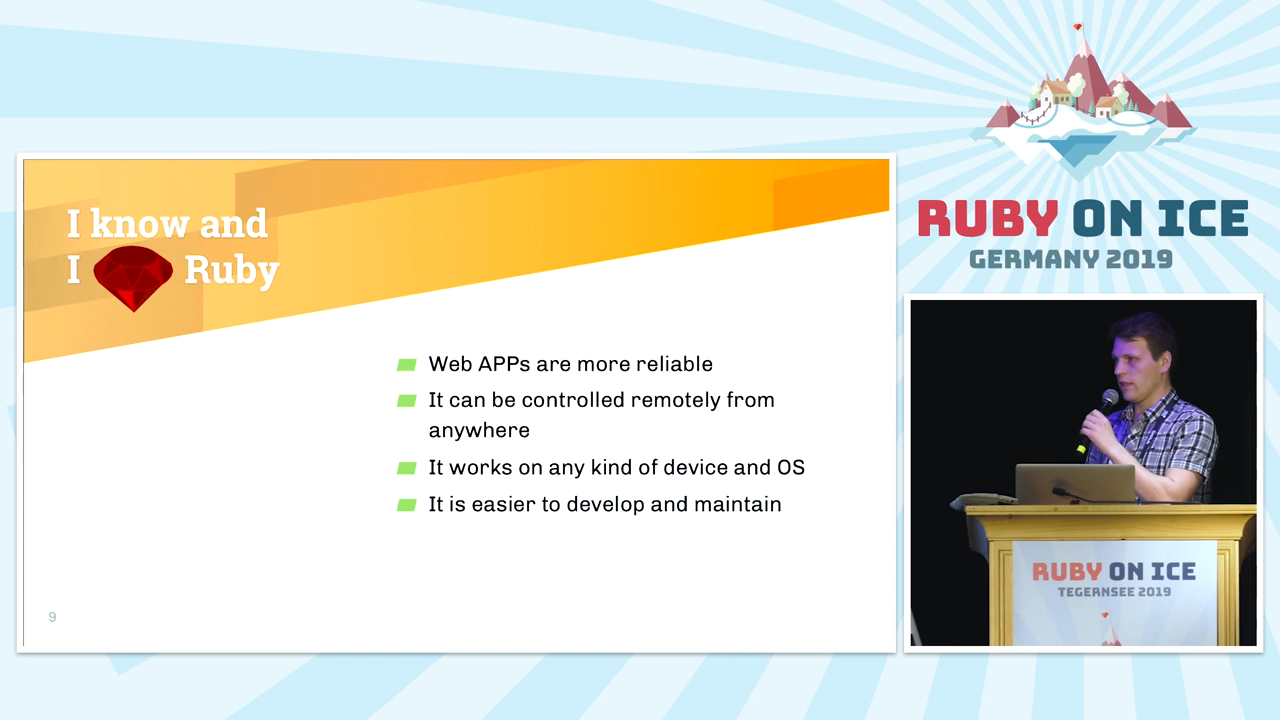 I know and
I Ruby
Web APPs are more reliable
It can be controlled remotely from
anywhere
It works on any kind of device and OS
It is easier to develop and maintain
9
RUBY ON ICE
GERMANY 2019
RUBY ON ICE
TEGERNSEE 2019